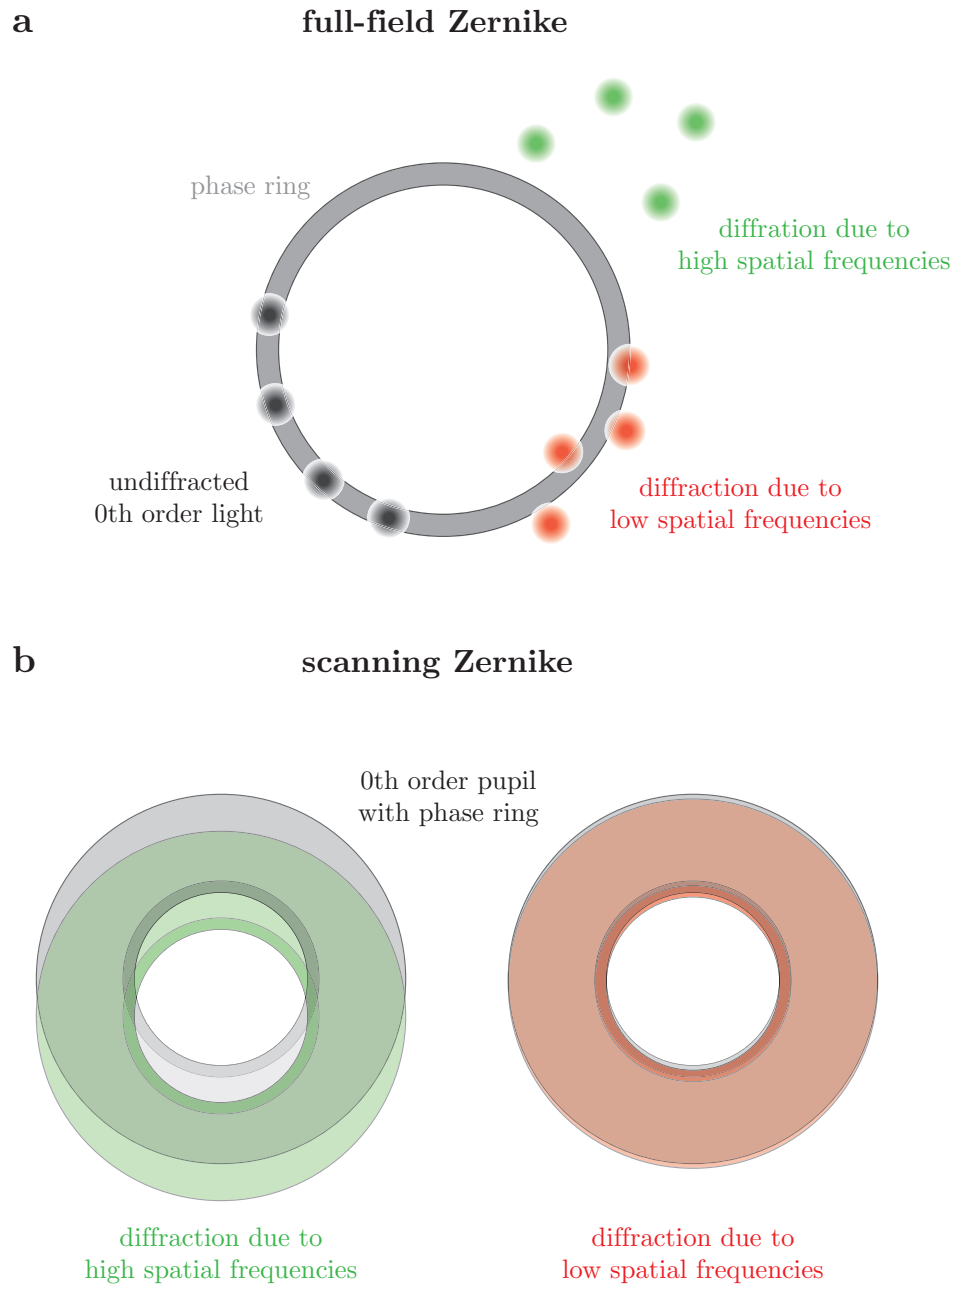 a
full-field Zernike
phase ring
diffration due to
high spatial frequencies
undiffracted
0th order light
diffraction due to
low spatial frequencies
b
scanning Zernike
0th order pupil
with phase ring
diffraction due to
high spatial frequencies
diffraction due to
low spatial frequencies